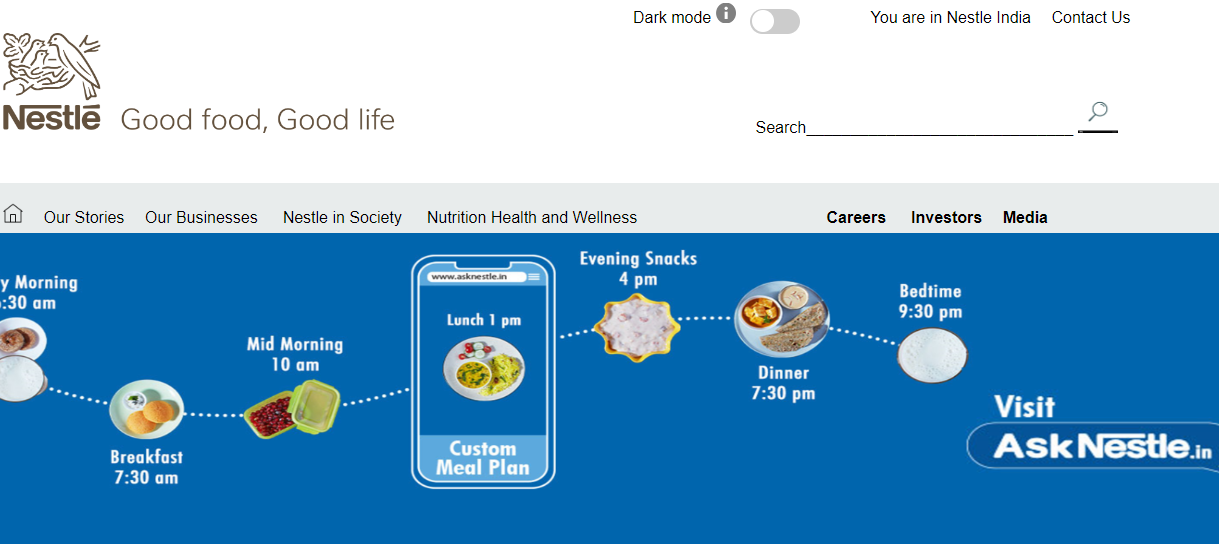 Dark mode
You are in Nestle India
Contact Us
Nestlé
Good food, Good life
Search
Our Stories
Our Businesses
Nestle in Society
Nutrition Health and Wellness
Careers
Investors
Media
y Morning
:30 am
Breakfast
7:30 am
Mid Morning
10 am
www.asknestle.in
Lunch 1 pm
Custom
Meal Plan
Evening Snacks
4 pm
Dinner
7:30 pm
Bedtime
9:30 pm
Visit
AskNestle.in